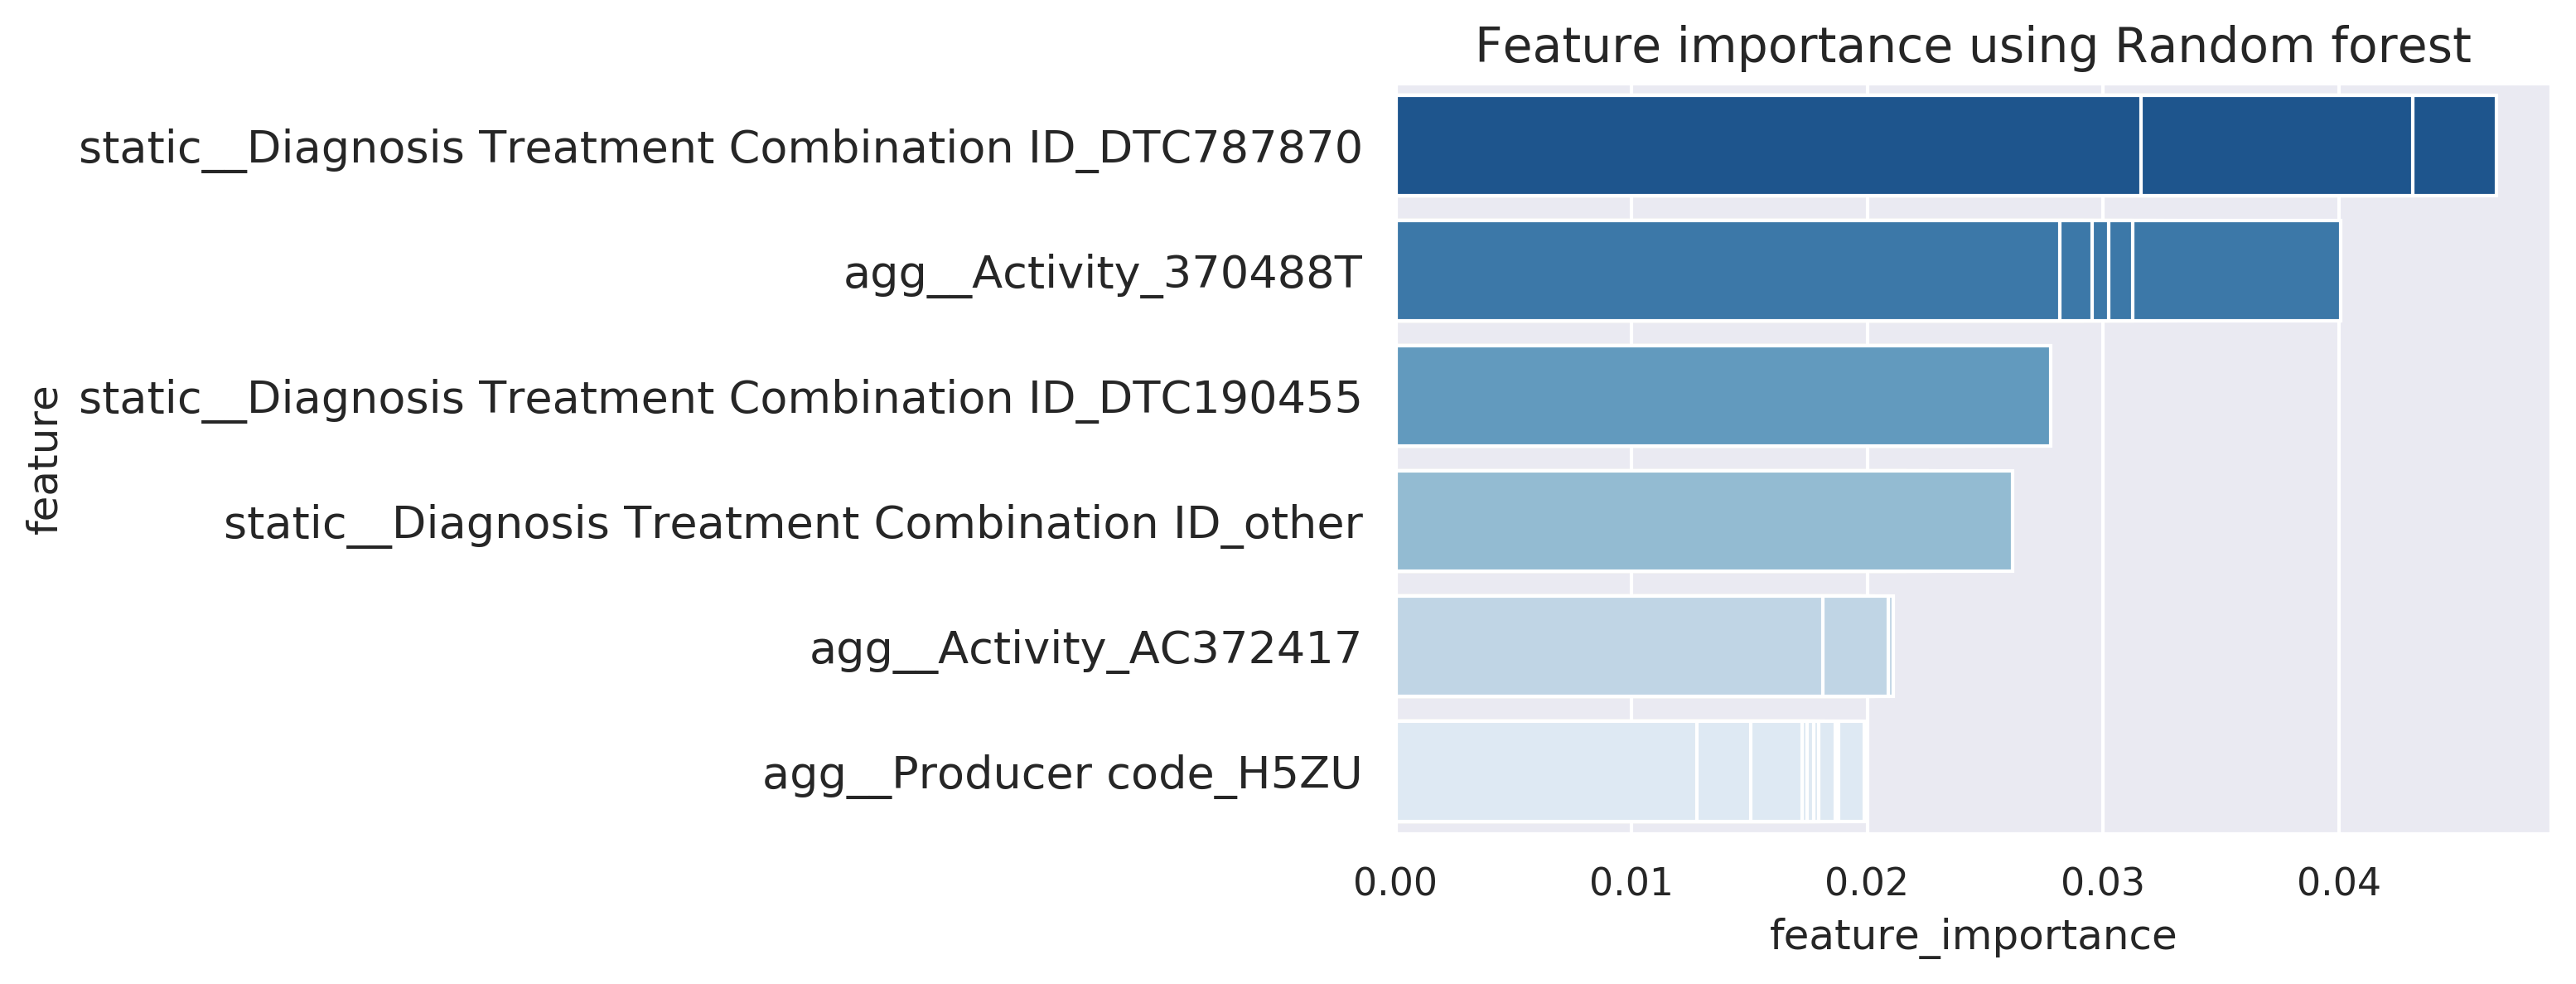 Feature importance using Random forest
feature
static__Diagnosis Treatment Combination ID_DTC787870
agg__Activity_370488T
static__Diagnosis Treatment Combination ID_DTC190455
static__Diagnosis Treatment Combination ID_other
agg__Activity_AC372417
agg__Producer code_H5ZU
0.00 0.01 0.02 0.03 0.04
feature_importance